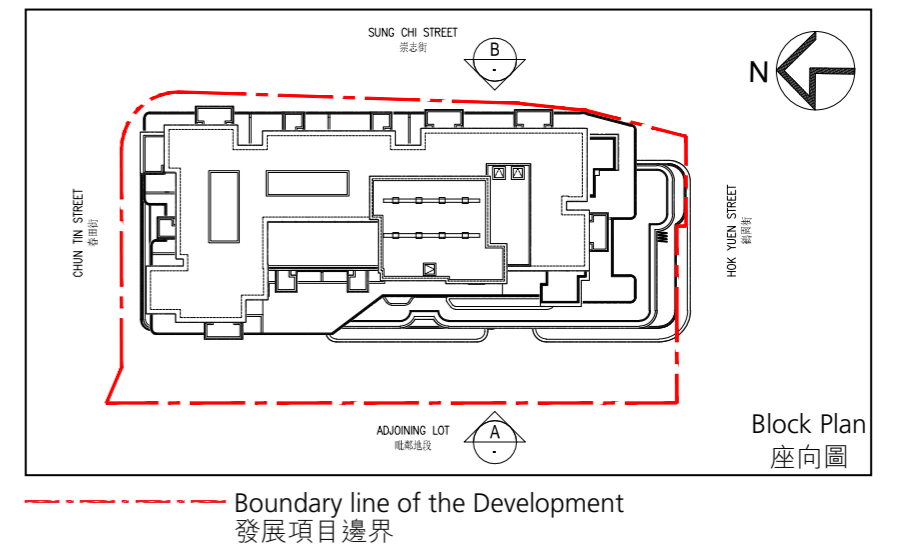 SUNG CHI STREET
崇志街
B
-
N
CHUN TIN STREET
春田街
HOK YUEN STREET
鶴園街
ADJOINING LOT
毗鄰地段
A
-
Block Plan
座向圖
Boundary line of the Development
發展項目邊界